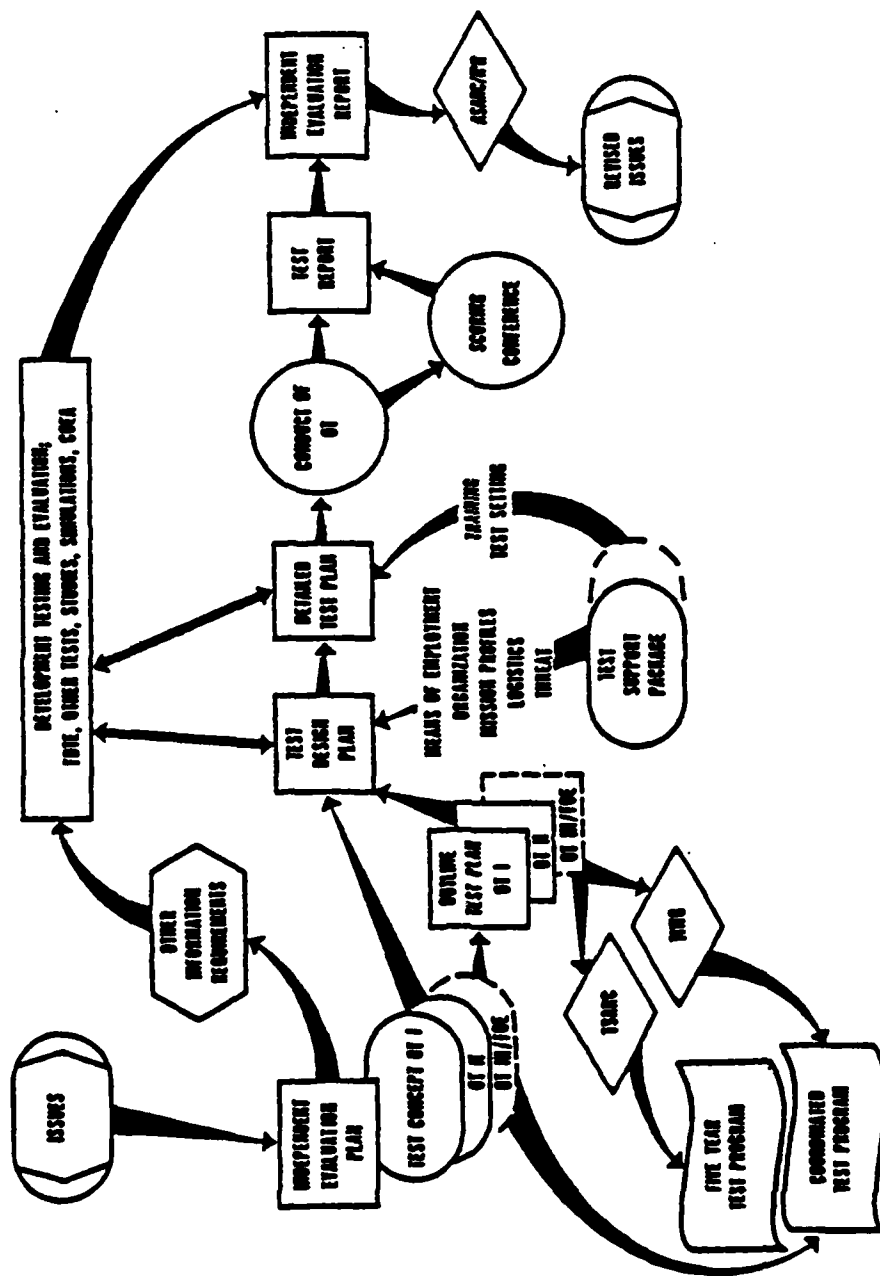 ISSUES
INDEPENDENT
EVALUATION
PLAN
TEST CONCEPT OT I
OT II
OT III/FOE
OTHER
INFORMATION
REQUIREMENTS
DEVELOPMENT TESTING AND EVALUATION;
FDTE, OTHER TESTS, STUDIES, SIMULATIONS, COEA
OUTLINE
TEST PLAN
OT I
OT II
OT III/FOE
TSARC
TIWG
FIVE YEAR
TEST PROGRAM
COORDINATED
TEST PROGRAM
TEST
DESIGN
PLAN
MEANS OF EMPLOYMENT
ORGANIZATION
MISSION PROFILES
LOGISTICS
THREAT
TEST
SUPPORT
PACKAGE
DETAILED
TEST PLAN
TRAINING
TEST SETTING
CONDUCT OF
OT
SCORING
CONFERENCE
TEST
REPORT
INDEPENDENT
EVALUATION
REPORT
ASARC/IPR
REVISED
ISSUES